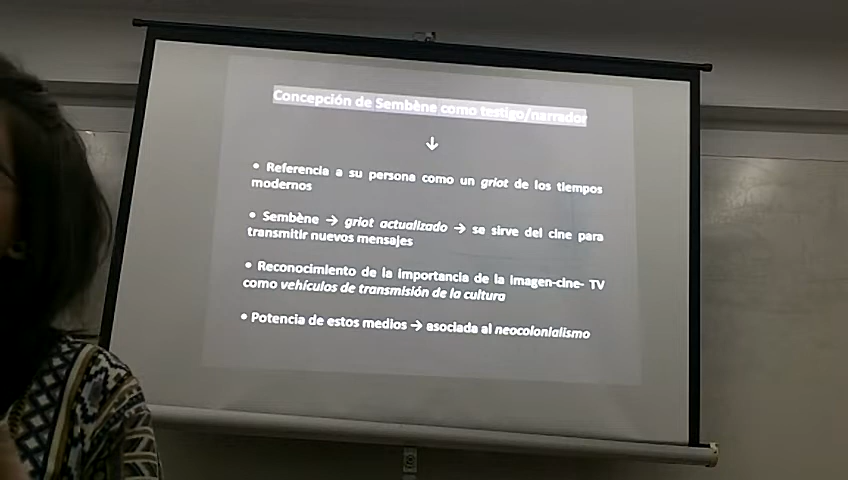 Concepción de Sembène como testigo/narrador
↓
• Referencia a su persona como un griot de los tiempos
modernos
• Sembène → griot actualizado → se sirve del cine para
transmitir nuevos mensajes
• Reconocimiento de la importancia de la imagen-cine- TV
como vehículos de transmisión de la cultura
• Potencia de estos medios → asociada al neocolonialismo